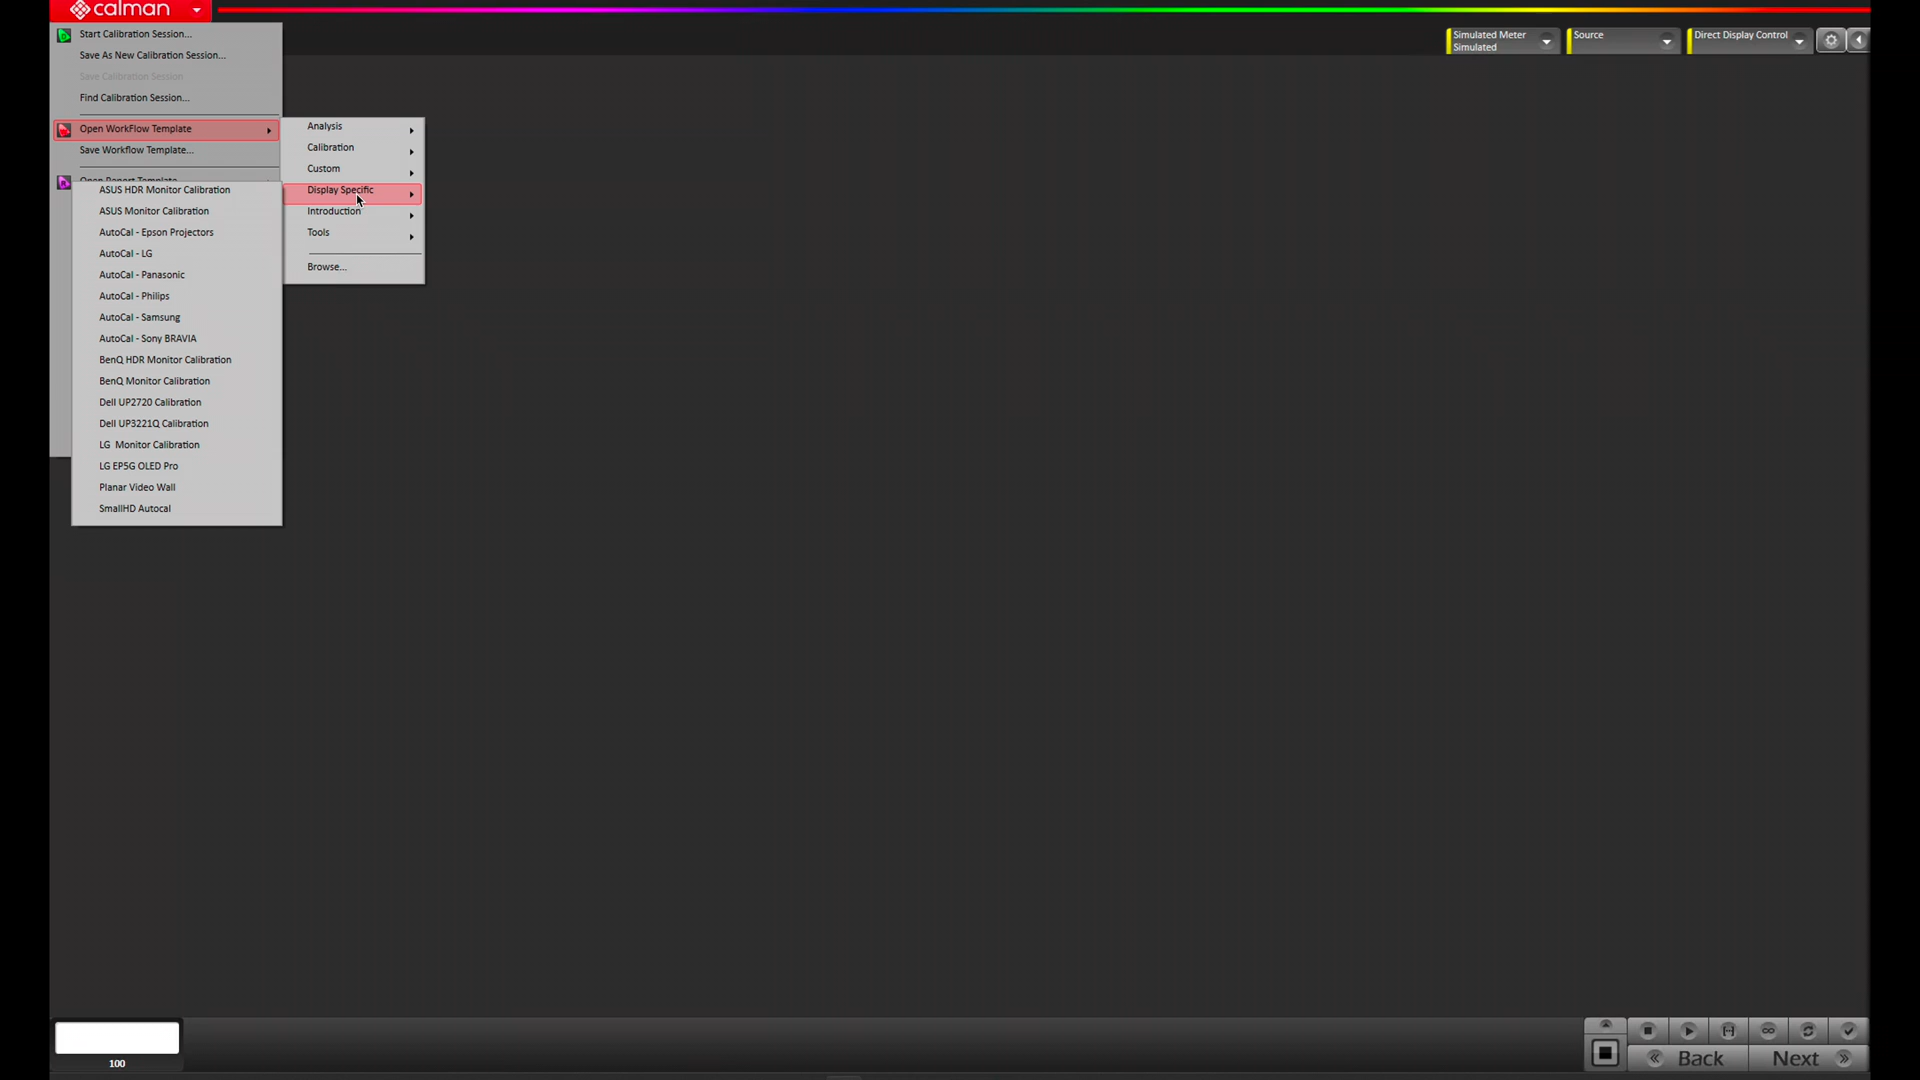 calman
Start Calibration Session...
Save As New Calibration Session...
Save Calibration Session
Find Calibration Session...
Open WorkFlow Template
Save Workflow Template...
Open Report Template
ASUS HDR Monitor Calibration
ASUS Monitor Calibration
AutoCal - Epson Projectors
AutoCal - LG
AutoCal - Panasonic
AutoCal - Philips
AutoCal - Samsung
AutoCal - Sony BRAVIA
BenQ HDR Monitor Calibration
BenQ Monitor Calibration
Dell UP2720 Calibration
Dell UP3221Q Calibration
LG  Monitor Calibration
LG EP5G OLED Pro
Planar Video Wall
SmallHD Autocal
Analysis
Calibration
Custom
Display Specific
Introduction
Tools
Browse...
Simulated Meter
Simulated
Source
Direct Display Control
100
Back
Next